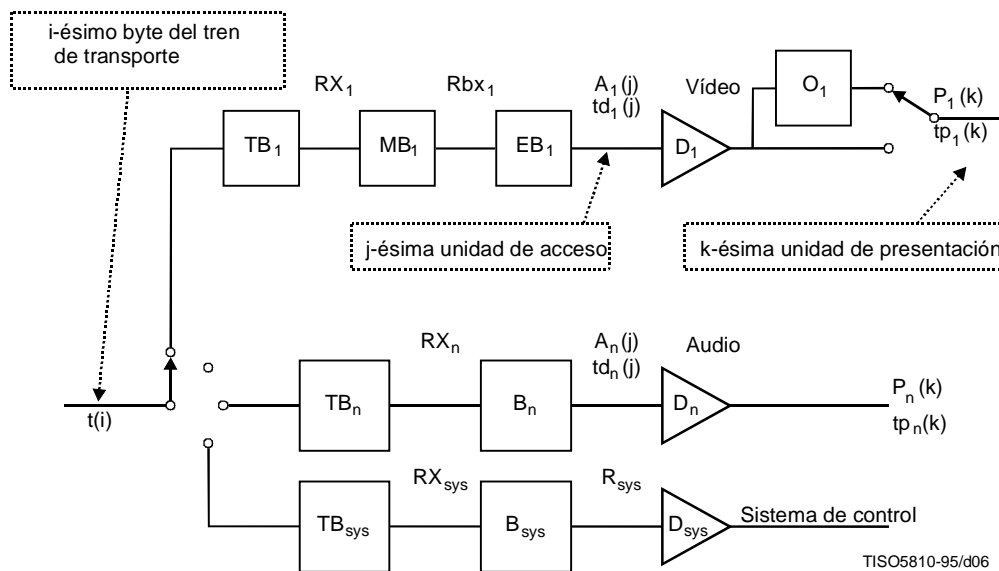 i-ésimo byte del tren
de transporte
RX1
Rbx1
A1(j)
td1(j)
Vídeo
O1
P1(k)
tp1(k)
TB1
MB1
EB1
D1
j-ésima unidad de acceso
k-ésima unidad de presentación
t(i)
RXn
An(j)
tdn(j)
Audio
TBn
Bn
Dn
Pn(k)
tpn(k)
RXsys
Rsys
TBsys
Bsys
Dsys
Sistema de control
TISO5810-95/d06